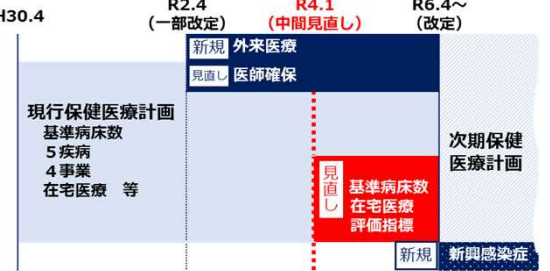 H30.4
R2.4
（一部改定）
R4.1
（中間見直し）
R6.4～
（改定）
新規 外来医療
見直し 医師確保
現行保健医療計画
基準病床数
５疾病
４事業
在宅医療　等
次期保健
医療計画
見直し
基準病床数
在宅医療
評価指標
新規 新興感染症